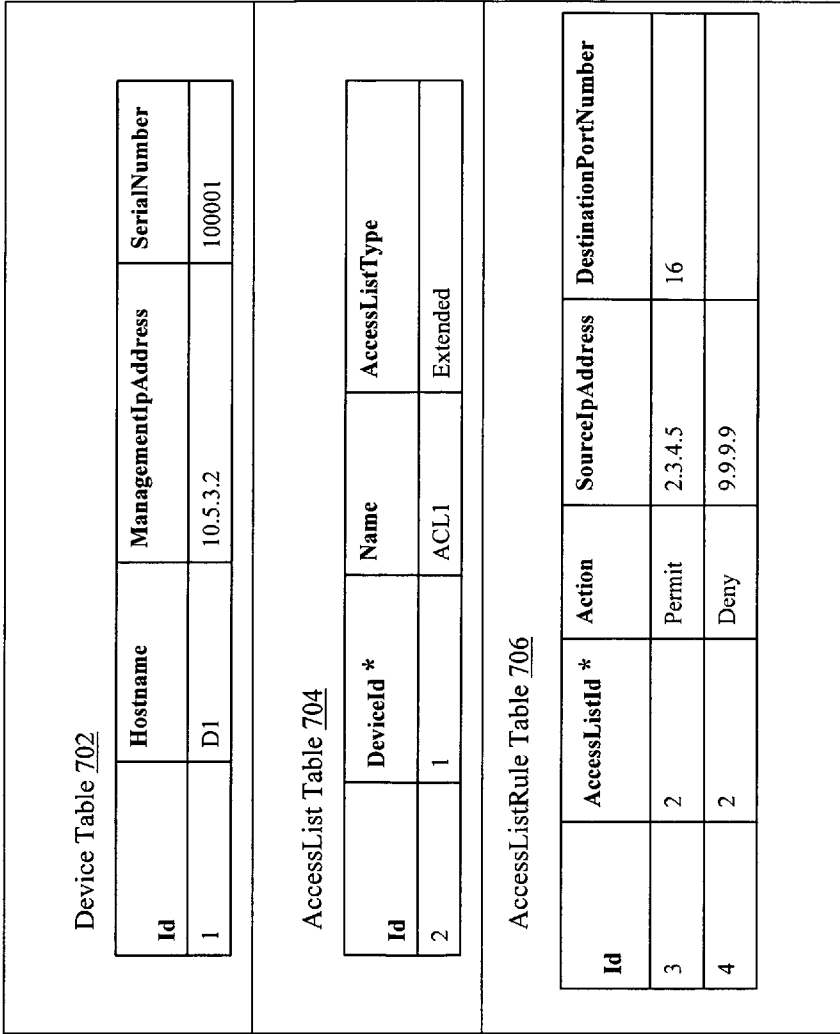 Device Table 702
Id Hostname ManagementIpAddress SerialNumber
1 D1 10.5.3.2 100001
AccessList Table 704
Id DeviceId * Name AccessListType
2 1 ACL1 Extended
AccessListRule Table 706
Id AccessListId * Action SourceIpAddress DestinationPortNumber
3 2 Permit 2.3.4.5 16
4 2 Deny 9.9.9.9